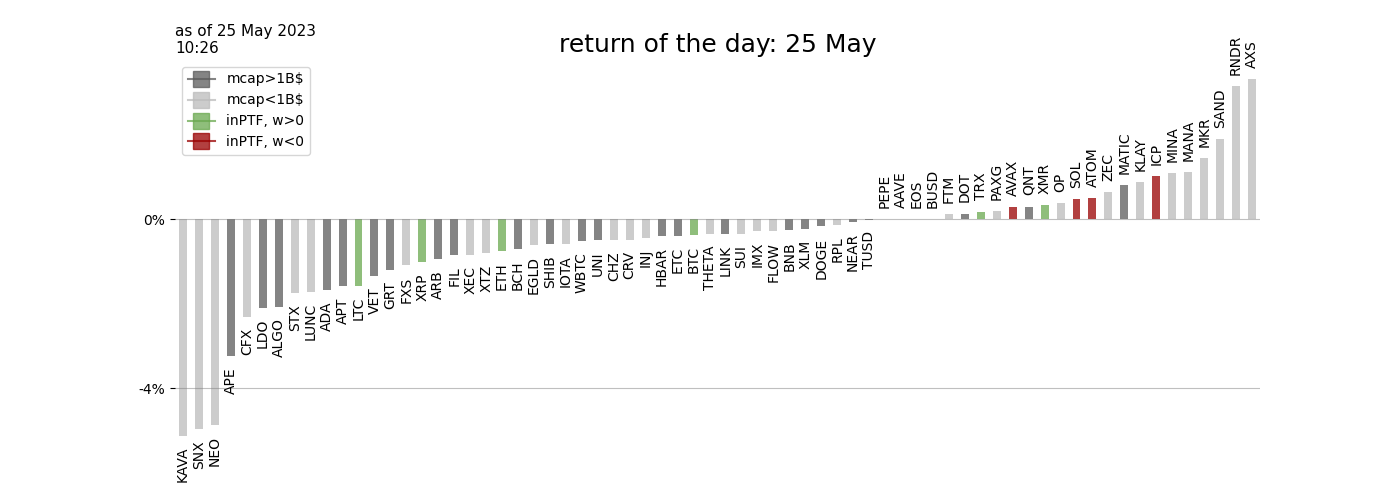 as of 25 May 2023
10:26
return of the day: 25 May
mcap>1B$
mcap<1B$
inPTF, w>0
inPTF, w<0
0%
-4%
KAVA
SNX
NEO
APE
CFX
LDO
ALGO
STX
LUNC
ADA
APT
LTC
VET
GRT
FXS
XRP
ARB
FIL
XEC
XTZ
ETH
BCH
EGLD
SHIB
IOTA
WBTC
UNI
CHZ
CRV
INJ
HBAR
ETC
BTC
THETA
LINK
SUI
IMX
FLOW
BNB
XLM
DOGE
RPL
NEAR
TUSD
PEPE
AAVE
EOS
BUSD
FTM
DOT
TRX
PAXG
AVAX
QNT
XMR
OP
SOL
ATOM
ZEC
MATIC
KLAY
ICP
MINA
MANA
MKR
SAND
RNDR
AXS